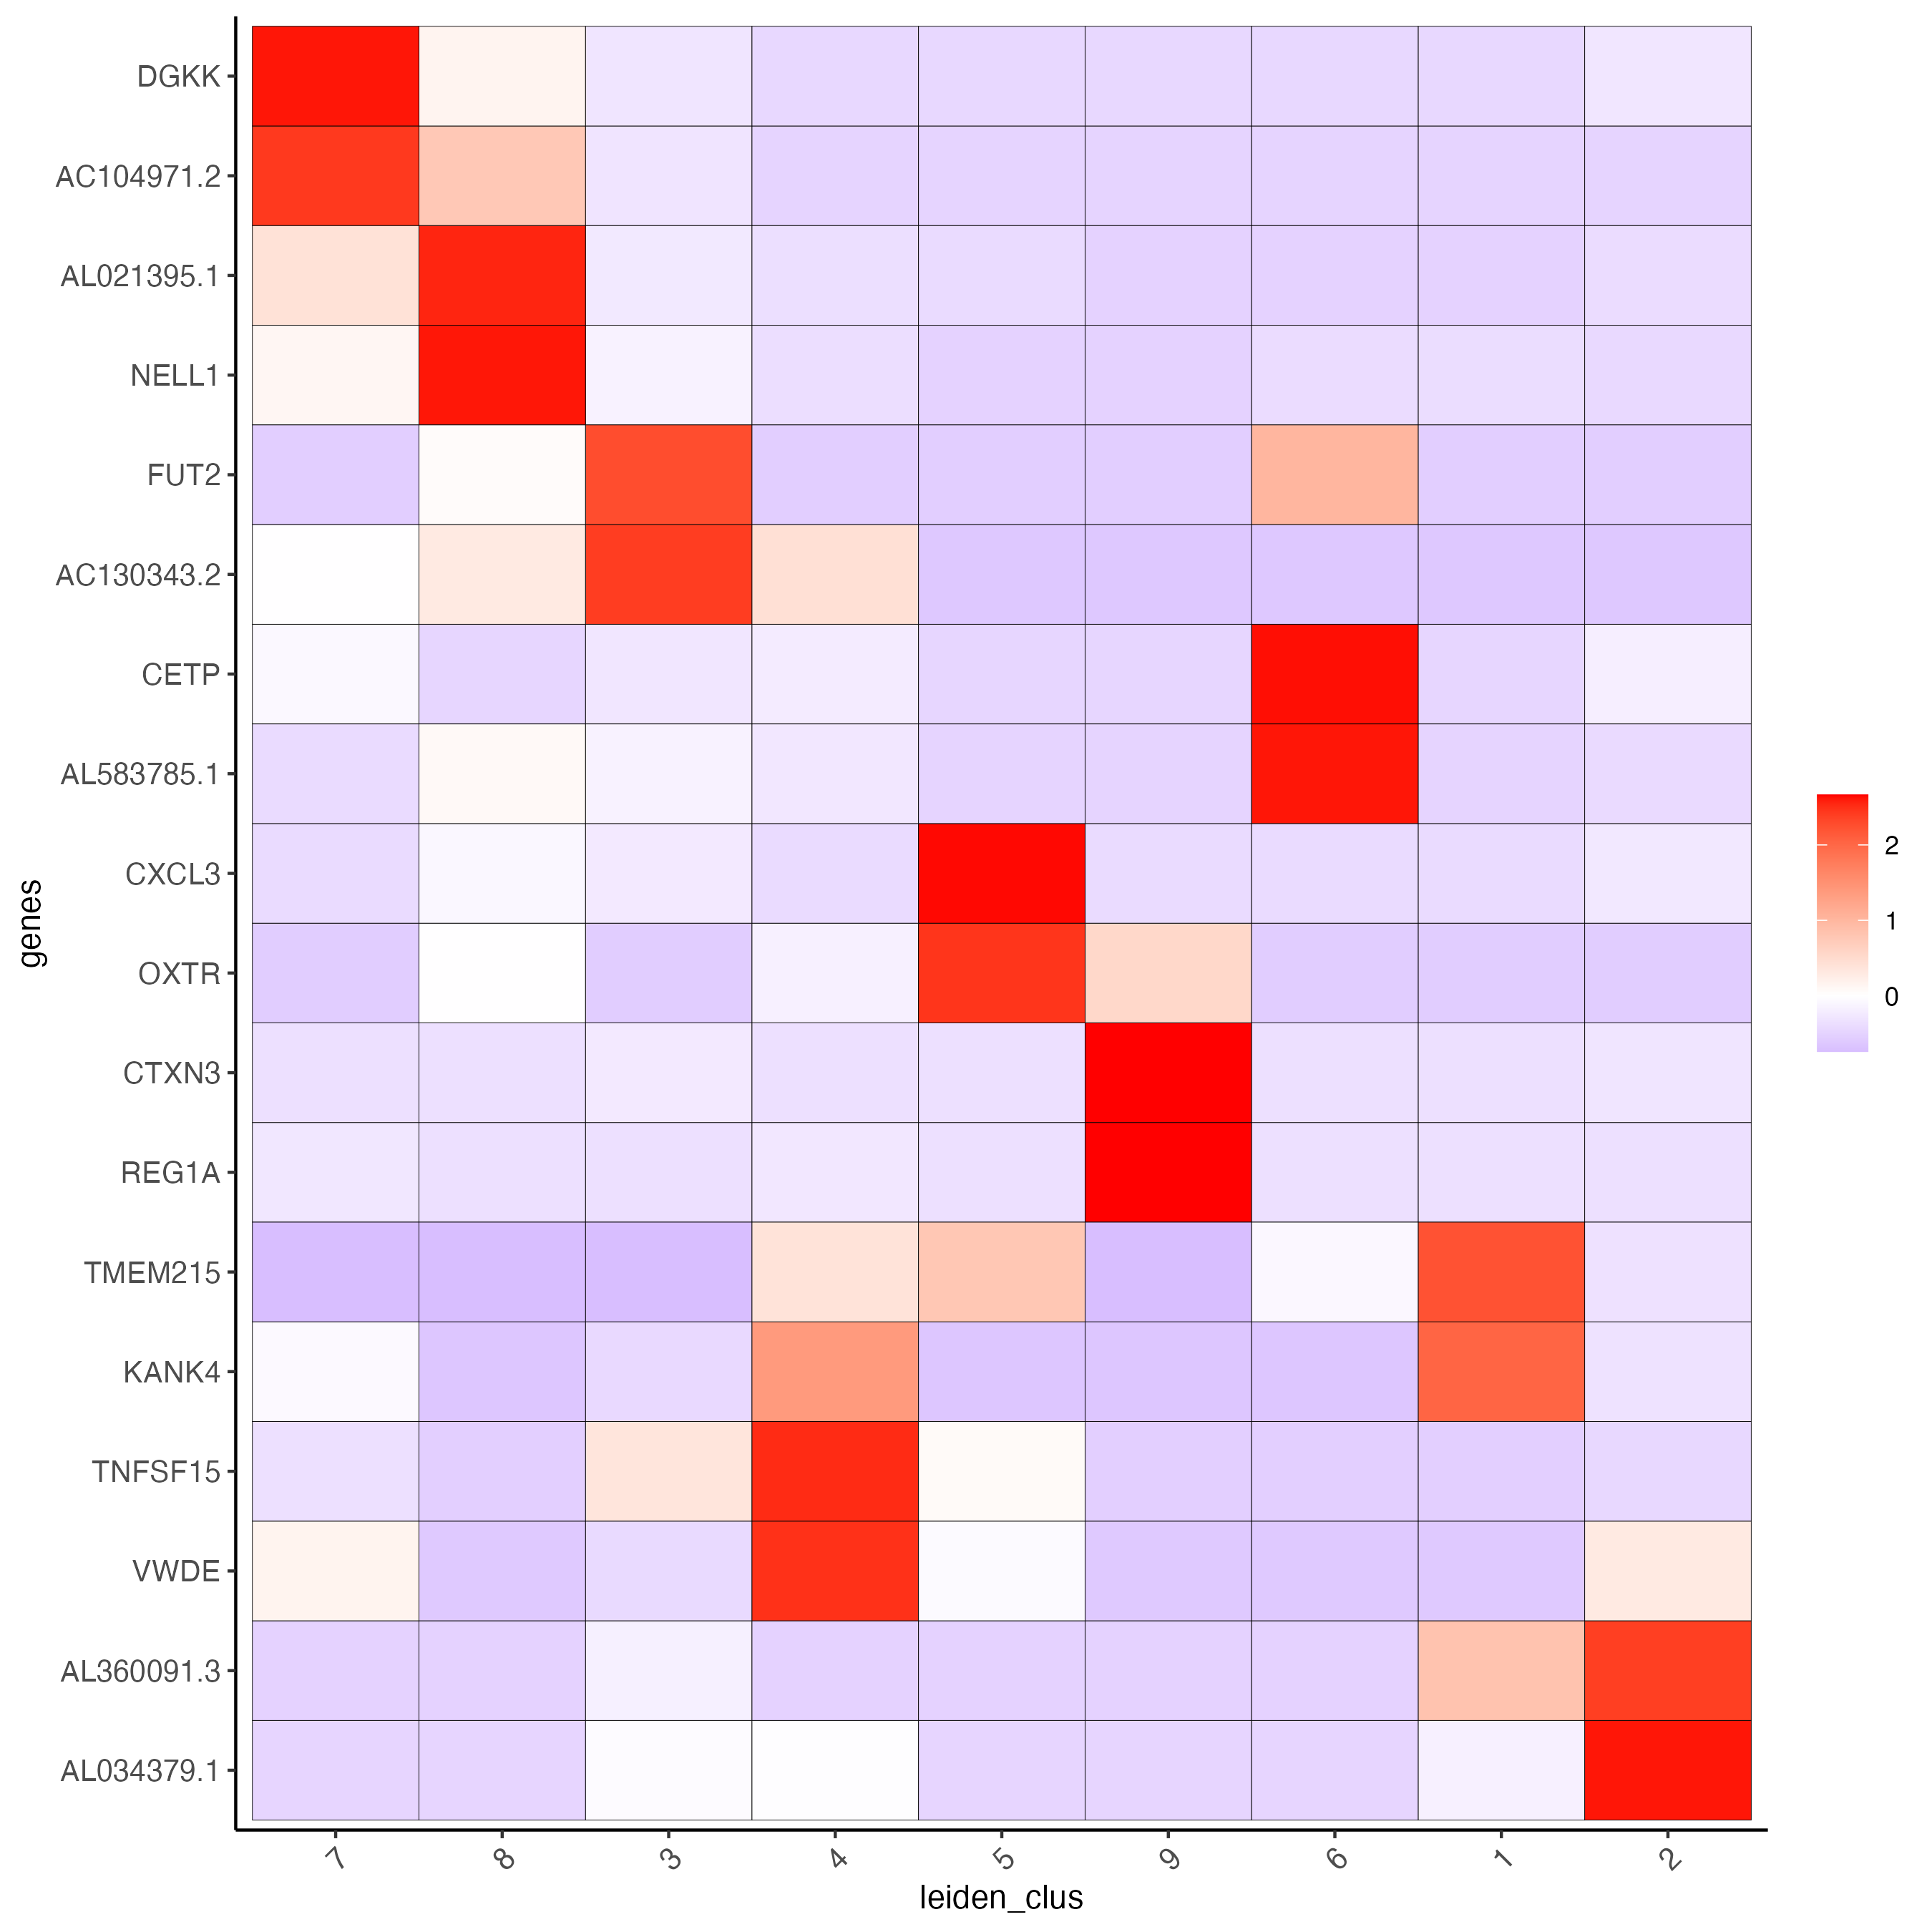 DGKK
AC104971.2
AL021395.1
NELL1
FUT2
AC130343.2
CETP
AL583785.1
CXCL3
OXTR
CTXN3
REG1A
TMEM215
KANK4
TNFSF15
VWDE
AL360091.3
AL034379.1
genes
7 8 3 4 5 9 6 1 2
leiden_clus
2
1
0